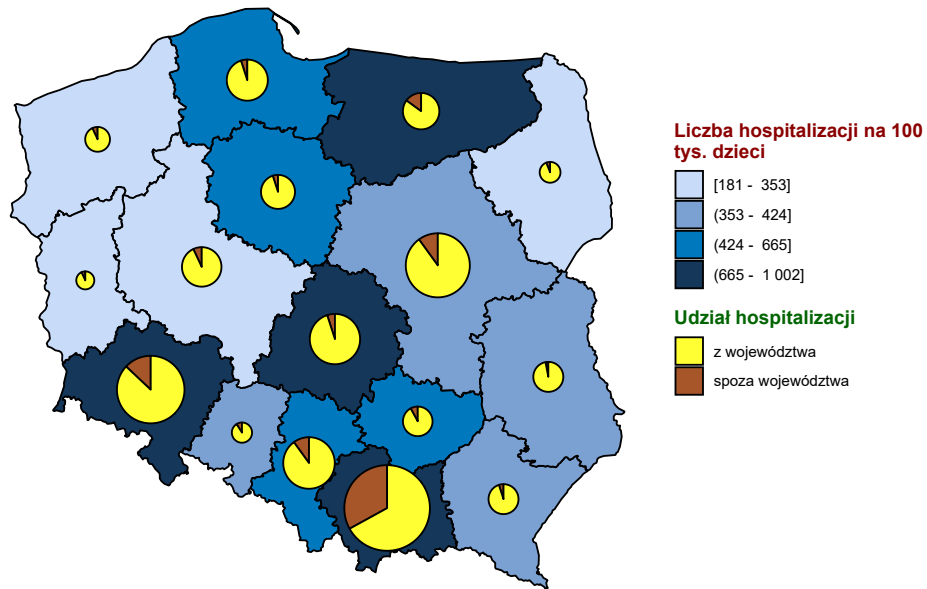 Liczba hospitalizacji na 100
tys. dzieci
[181 - 353]
(353 - 424]
(424 - 665]
(665 - 1 002]
Udział hospitalizacji
z województwa
spoza województwa